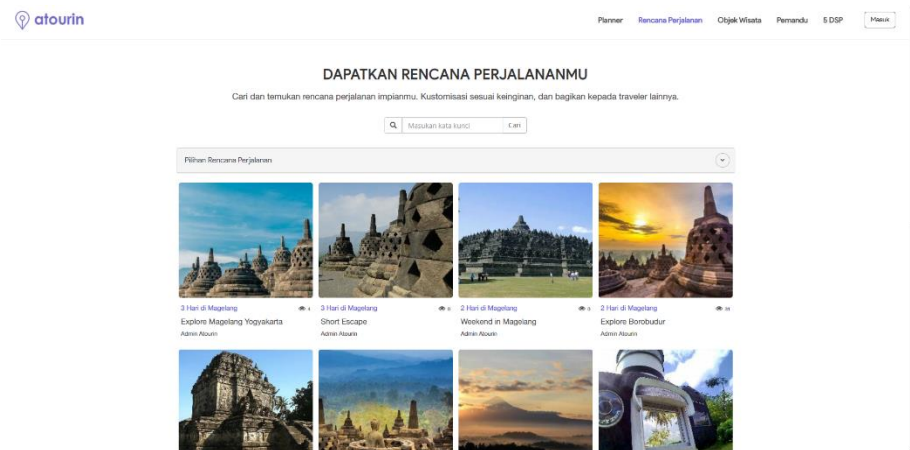 atourin
Planner Rencana Perjalanan Objek Wisata Pemandu 5 DSP Masuk
DAPATKAN RENCANA PERJALANANMU
Cari dan temukan rencana perjalanan impianmu. Kustomisasi sesuai keinginan, dan bagikan kepada traveler lainnya.
Masukan kata kunci Cari
Pilihan Rencana Perjalanan
3 Hari di Magelang 3 Hari di Magelang 2 Hari di Magelang 2 Hari di Magelang
Explore Magelang Yogyakarta Short Escape Weekend in Magelang Explore Borobudur
Admin Atourin Admin Atourin Admin Atourin Admin Atourin